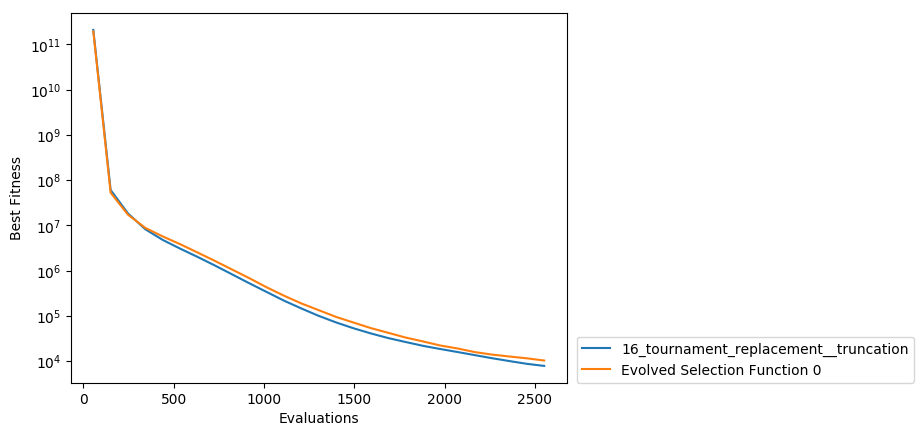 Best Fitness
10^11
10^10
10^9
10^8
10^7
10^6
10^5
10^4
0 500 1000 1500 2000 2500
Evaluations
16_tournament_replacement__truncation
Evolved Selection Function 0